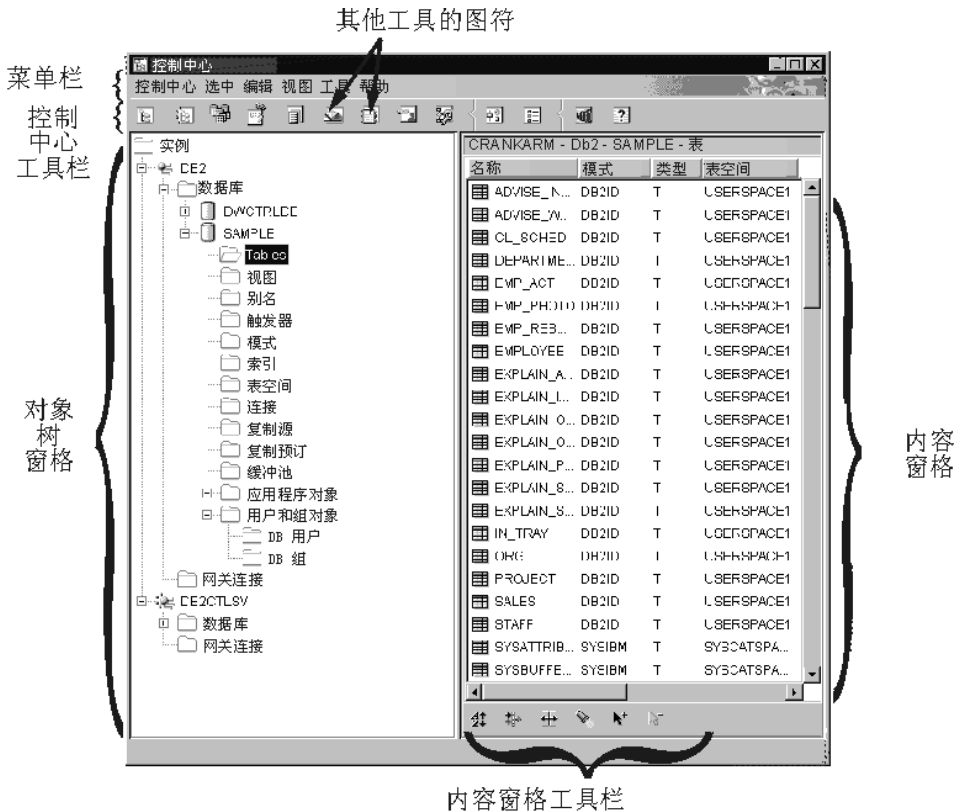 其他工具的图符
菜单栏
控制
中心
工具栏
对象
树
窗格
内容
窗格
内容窗格工具栏
控制中心
控制中心 选中 编辑 视图 工具 帮助
实例
数据库
SAMPLE
视图
别名
触发器
模式
索引
表空间
连接
复制源
复制预订
缓冲池
应用程序对象
用户和组对象
DB 用户
DB 组
网关连接
数据库
网关连接
CRANKARM - Db2 - SAMPLE - 表
名称 模式 类型 表空间
ADVISE_N... DB2ID T USERSPACE1
ADVISE_W... DB2ID T USERSPACE1
CL_SCHED DB2ID T USERSPACE1
DEPARTME... DB2ID T USERSPACE1
EMP_ACT DB2ID T USERSPACE1
EMP_PHOTO DB2ID T USERSPACE1
EMP_RES... DB2ID T USERSPACE1
EMPLOYEE DB2ID T USERSPACE1
EXPLAIN_A... DB2ID T USERSPACE1
EXPLAIN_I... DB2ID T USERSPACE1
EXPLAIN_O... DB2ID T USERSPACE1
EXPLAIN_O... DB2ID T USERSPACE1
EXPLAIN_P... DB2ID T USERSPACE1
EXPLAIN_S... DB2ID T USERSPACE1
EXPLAIN_S... DB2ID T USERSPACE1
IN_TRAY DB2ID T USERSPACE1
ORG DB2ID T USERSPACE1
PROJECT DB2ID T USERSPACE1
SALES DB2ID T USERSPACE1
STAFF DB2ID T USERSPACE1
SYSATTRIB... SYSIBM T SYSCATSPA...
SYSBUFFE... SYSIBM T SYSCATSPA...